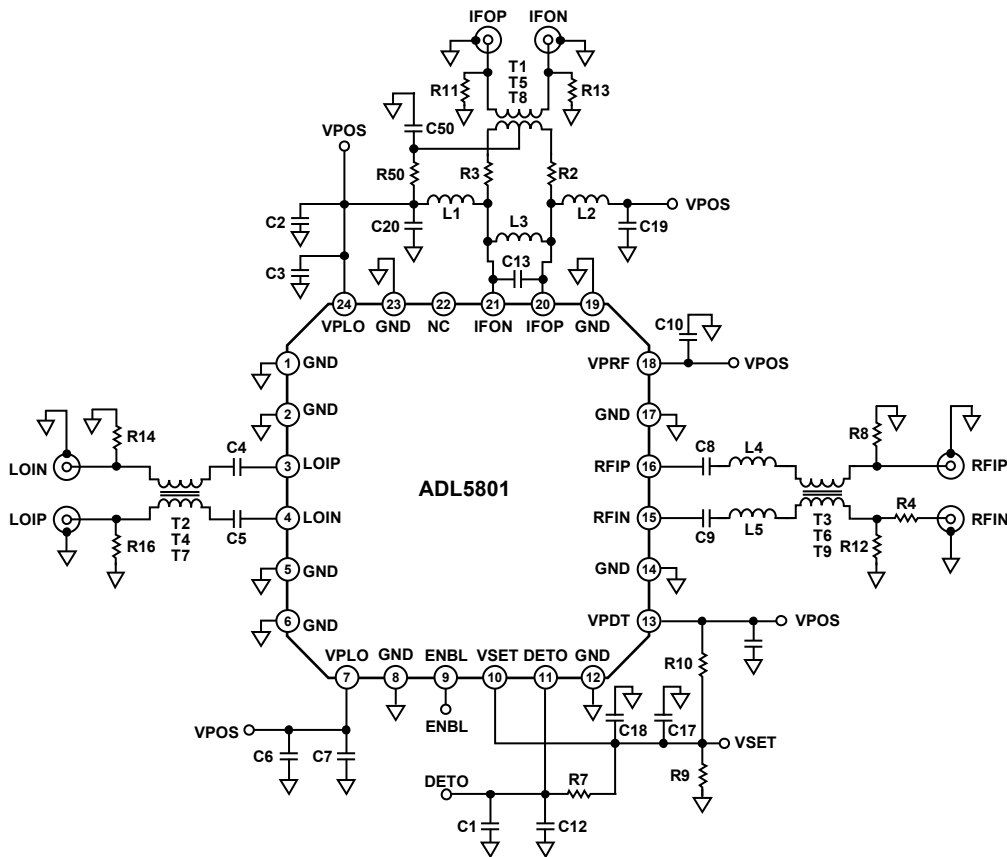 IFOP IFON
T1
T5
T8
R11 R13
C50
VPOS
R50 R3 R2
L1 L2 VPOS
C2 C20 L3 C19
C3 C13
24 23 22 21 20 19
VPLO GND NC IFON IFOP GND
C10
1 GND
VPRF 18 VPOS
2 GND
GND 17
R14 R8
C4 C8 L4
LOIN 3 LOIP RFIP 16 RFIP
ADL5801
R4
LOIP 4 LOIN RFIN 15 RFIN
C5 C9 L5
R16 T2
T4
T7
T3
T6
T9 R12
5 GND
GND 14
6 GND
VPDT 13 VPOS
VPLO GND ENBL VSET DETO GND
7 8 9 10 11 12
R10
ENBL
VPOS C18 C17 VSET
C6 C7
R9
DETO R7
C1 C12